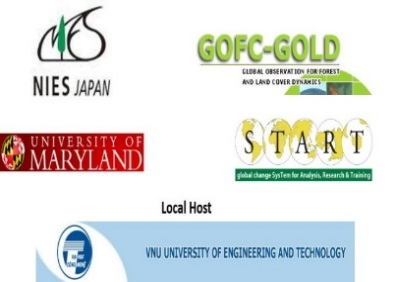 NIES JAPAN
GOFC-GOLD
GLOBAL OBSERVATION FOR FOREST
AND LAND COVER DYNAMICS
UNIVERSITY OF
MARYLAND
START
global change SysTem for Analysis, Research & Training
Local Host
VNU UNIVERSITY OF ENGINEERING AND TECHNOLOGY